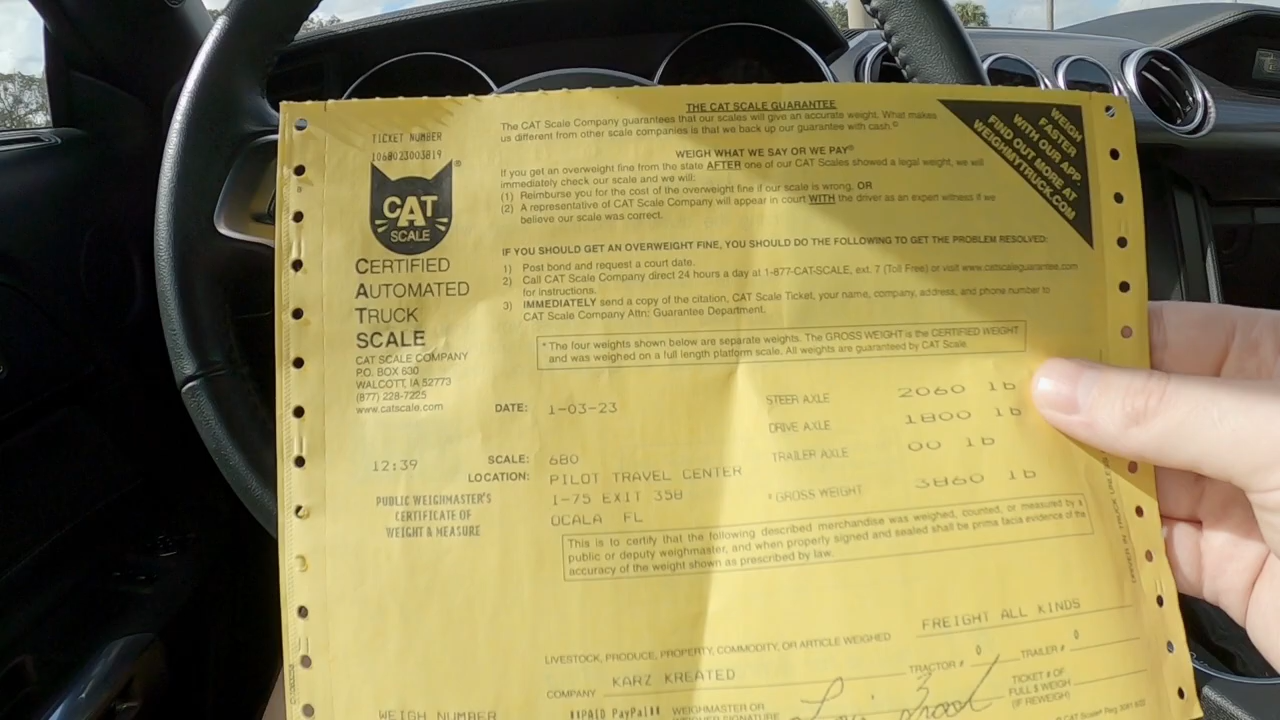 TICKET NUMBER
1068023003819
CAT
SCALE
®
CERTIFIED
AUTOMATED
TRUCK
SCALE
CAT SCALE COMPANY
P.O. BOX 630
WALCOTT, IA 52773
(877) 228-7225
www.catscale.com
THE CAT SCALE GUARANTEE
The CAT Scale Company guarantees that our scales will give an accurate weight. What makes
us different from other scale companies is that we back up our guarantee with cash.©
WEIGH WHAT WE SAY OR WE PAY®
If you get an overweight fine from the state AFTER one of our CAT Scales showed a legal weight, we will
immediately check our scale and we will:
(1) Reimburse you for the cost of the overweight fine if our scale is wrong, OR
(2) A representative of CAT Scale Company will appear in court WITH the driver as an expert witness if we
believe our scale was correct.
WEIGH
FASTER
WITH OUR APP.
FIND OUT MORE AT
WEIGHMYTRUCK.COM
IF YOU SHOULD GET AN OVERWEIGHT FINE, YOU SHOULD DO THE FOLLOWING TO GET THE PROBLEM RESOLVED:
1) Post bond and request a court date.
2) Call CAT Scale Company direct 24 hours a day at 1-877-CAT-SCALE, ext. 7 (Toll Free) or visit www.catscaleguarantee.com
for instructions.
3) IMMEDIATELY send a copy of the citation, CAT Scale Ticket, your name, company, address, and phone number to
CAT Scale Company Attn: Guarantee Department.
* The four weights shown below are separate weights. The GROSS WEIGHT is the CERTIFIED WEIGHT
and was weighed on a full length platform scale. All weights are guaranteed by CAT Scale.
DATE: 1-03-23
STEER AXLE 2060 lb
DRIVE AXLE 1800 lb
TRAILER AXLE 00 lb
* GROSS WEIGHT 3860 lb
12:39
SCALE: 680
LOCATION: PILOT TRAVEL CENTER
I-75 EXIT 358
OCALA FL
PUBLIC WEIGHMASTER'S
CERTIFICATE OF
WEIGHT & MEASURE
This is to certify that the following described merchandise was weighed, counted, or measured by a
public or deputy weighmaster, and when properly signed and sealed shall be prima facia evidence of the
accuracy of the weight shown as prescribed by law.
LIVESTOCK, PRODUCE, PROPERTY, COMMODITY, OR ARTICLE WEIGHED FREIGHT ALL KINDS
COMPANY KARZ KREATED TRACTOR # 0 TRAILER # 0
WEIGH NUMBER
**PAID PayPal**
WEIGHMASTER OR
TICKET # OF
FULL $ WEIGH
(IF REWEIGH)